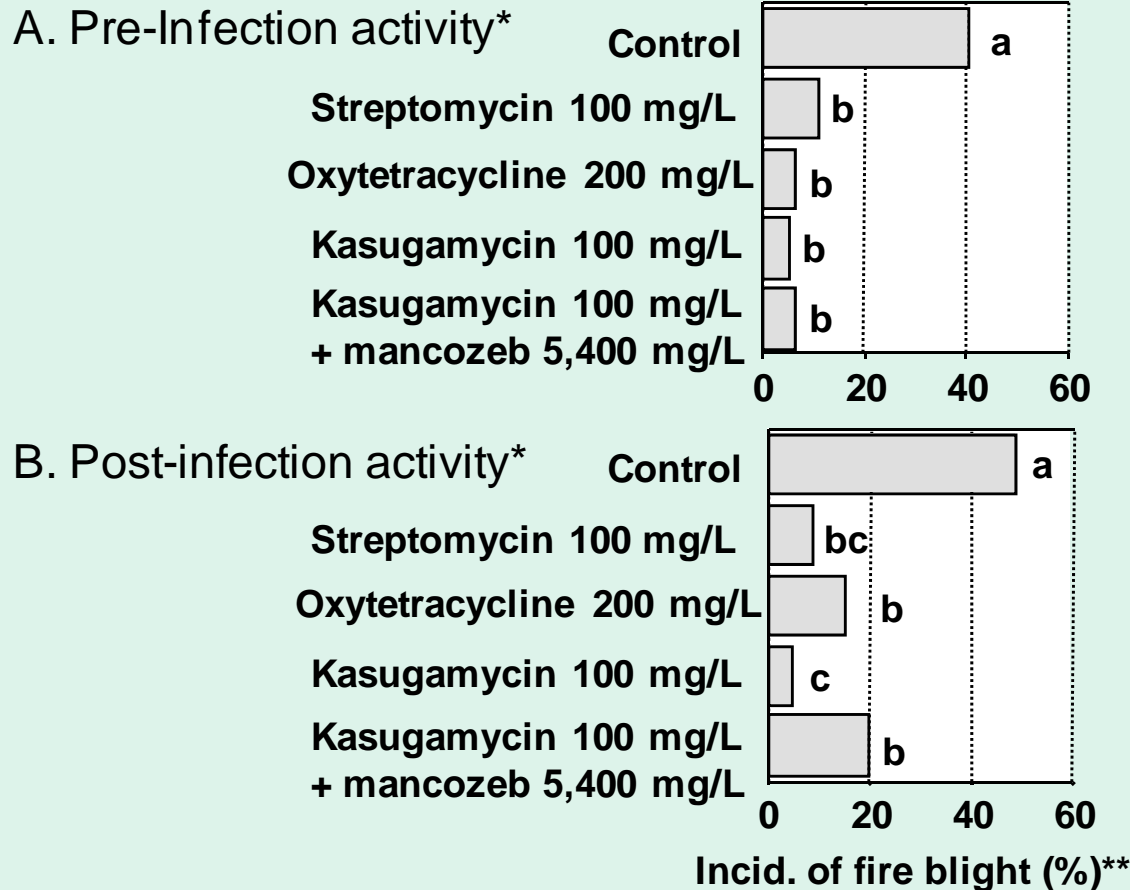 A. Pre-Infection activity*
Control
a
Streptomycin 100 mg/L
b
Oxytetracycline 200 mg/L
b
Kasugamycin 100 mg/L
b
Kasugamycin 100 mg/L
+ mancozeb 5,400 mg/L
b
0 20 40 60
B. Post-infection activity*
Control
a
Streptomycin 100 mg/L
bc
Oxytetracycline 200 mg/L
b
Kasugamycin 100 mg/L
c
Kasugamycin 100 mg/L
+ mancozeb 5,400 mg/L
b
0 20 40 60
Incid. of fire blight (%)**